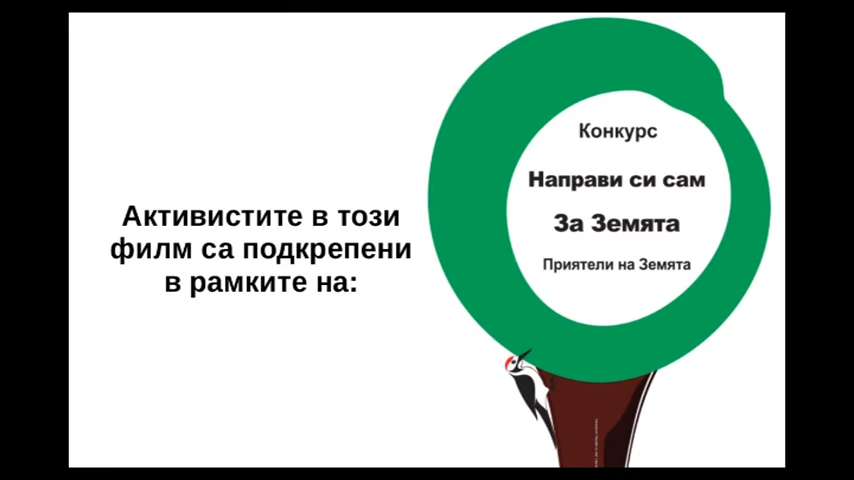 Активистите в този
филм са подкрепени
в рамките на:
Конкурс
Направи си сам
За Земята
Приятели на Земята